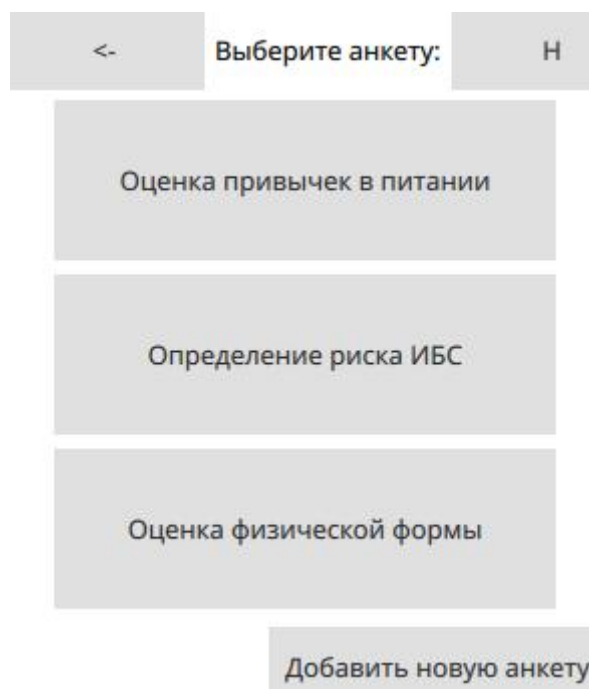 <- Выберите анкету: Н
Оценка привычек в питании
Определение риска ИБС
Оценка физической формы
Добавить новую анкету